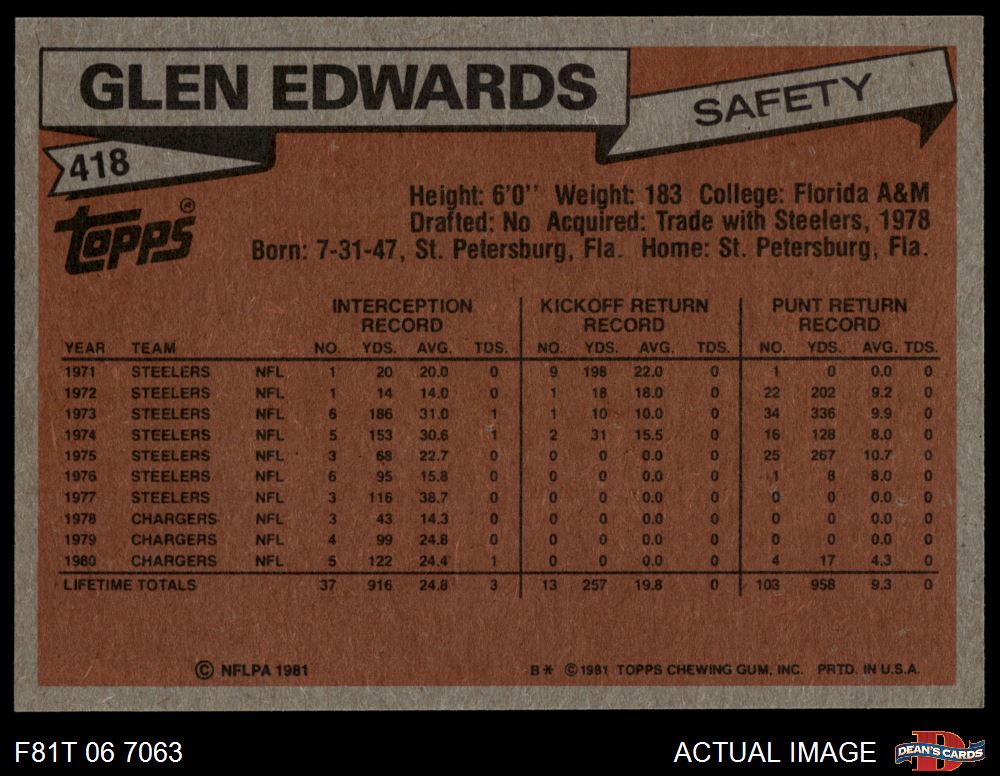 GLEN EDWARDS
SAFETY
418
Topps®
Height: 6'0'' Weight: 183 College: Florida A&M
Drafted: No Acquired: Trade with Steelers, 1978
Born: 7-31-47, St. Petersburg, Fla. Home: St. Petersburg, Fla.
INTERCEPTION RECORD KICKOFF RETURN RECORD PUNT RETURN RECORD
YEAR TEAM NO. YDS. AVG. TDS. NO. YDS. AVG. TDS. NO. YDS. AVG. TDS.
1971 STEELERS NFL 1 20 20.0 0 9 198 22.0 0 1 0 0.0 0
1972 STEELERS NFL 1 14 14.0 0 1 18 18.0 0 22 202 9.2 0
1973 STEELERS NFL 6 186 31.0 1 1 10 10.0 0 34 336 9.9 0
1974 STEELERS NFL 5 153 30.6 1 2 31 15.5 0 16 128 8.0 0
1975 STEELERS NFL 3 68 22.7 0 0 0 0.0 0 25 267 10.7 0
1976 STEELERS NFL 6 95 15.8 0 0 0 0.0 0 1 8 8.0 0
1977 STEELERS NFL 3 116 38.7 0 0 0 0.0 0 0 0 0.0 0
1978 CHARGERS NFL 3 43 14.3 0 0 0 0.0 0 0 0 0.0 0
1979 CHARGERS NFL 4 99 24.8 0 0 0 0.0 0 0 0 0.0 0
1980 CHARGERS NFL 5 122 24.4 1 0 0 0.0 0 4 17 4.3 0
LIFETIME TOTALS 37 916 24.8 3 13 257 19.8 0 103 958 9.3 0
© NFLPA 1981 B* ©1981 TOPPS CHEWING GUM, INC. PRTD. IN U.S.A.
F81T 06 7063 ACTUAL IMAGE D DEAN'S CARDS